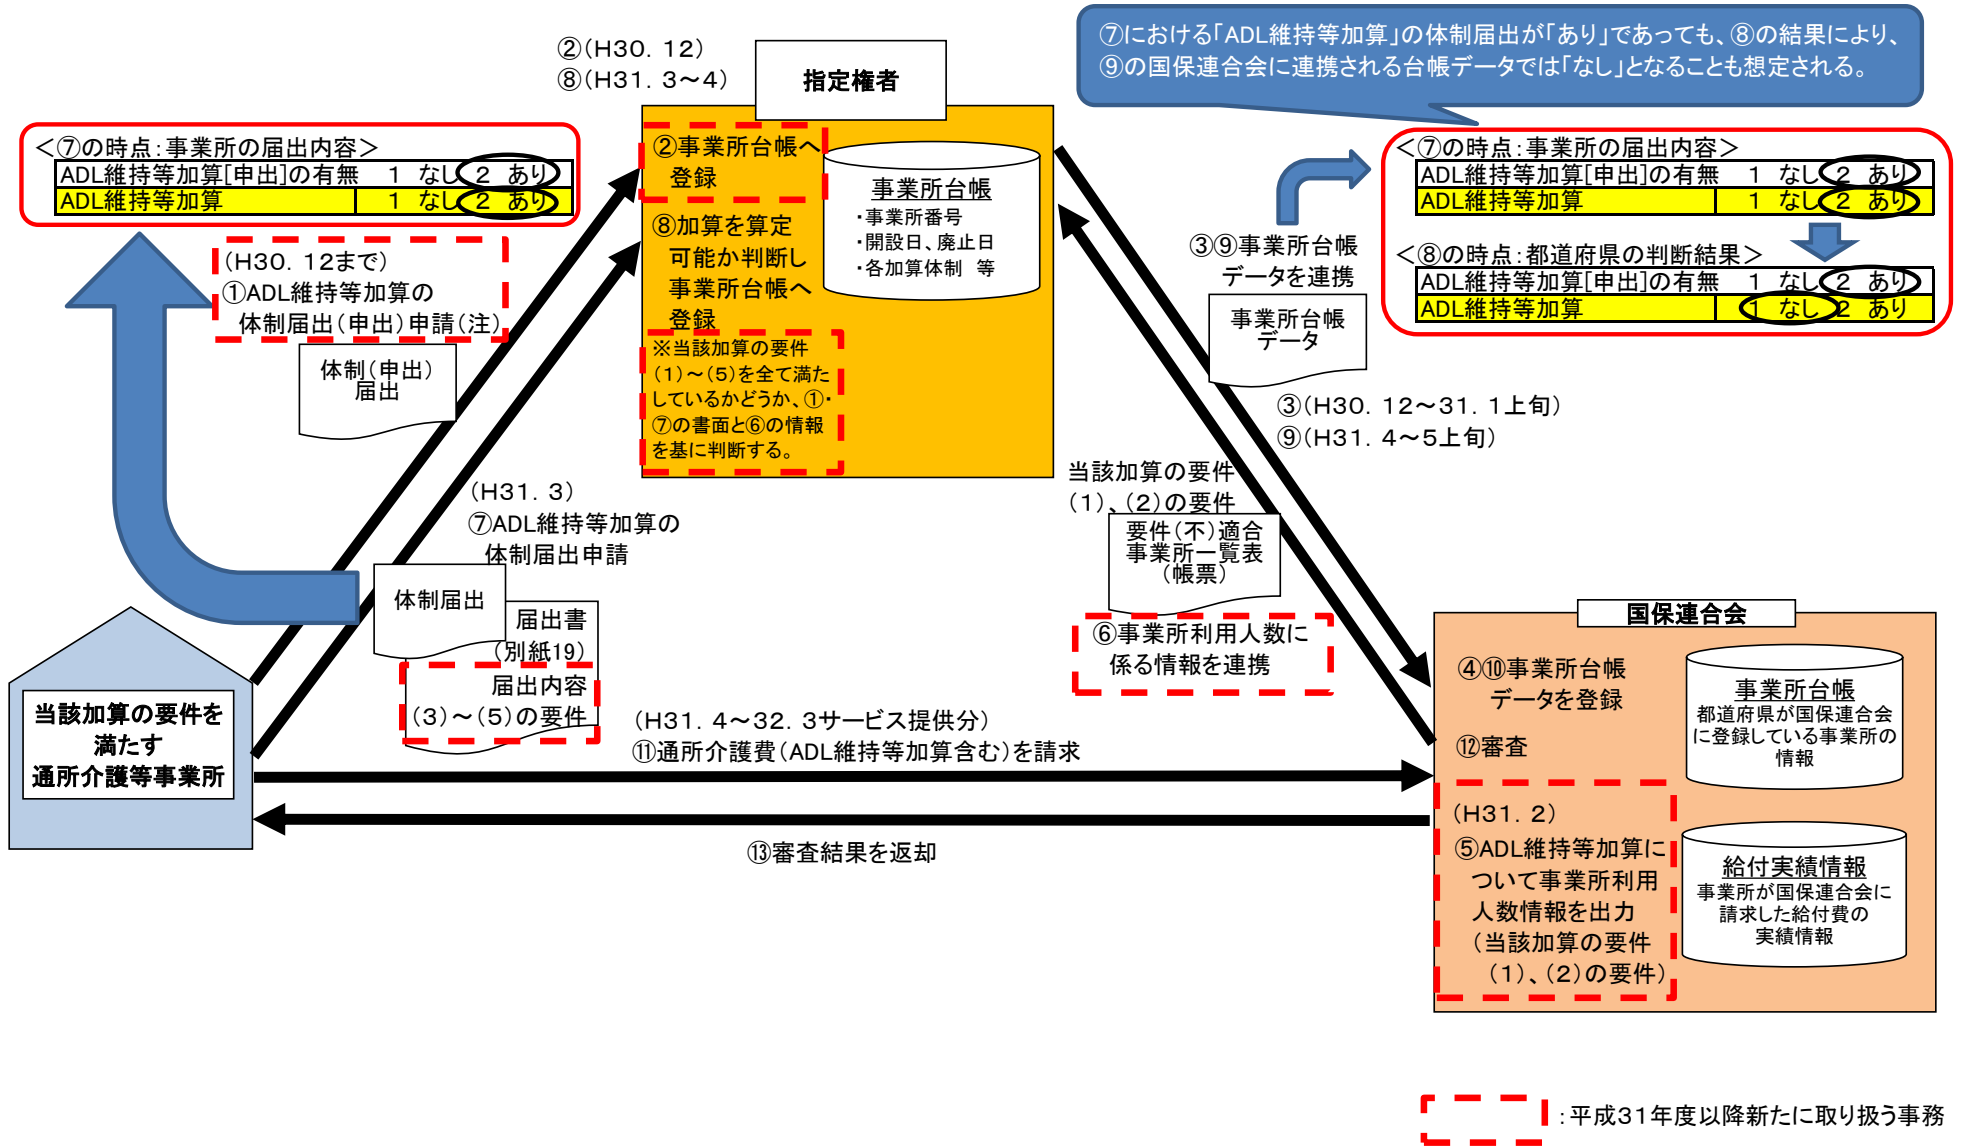 ⑦における「ADL維持等加算」の体制届出が「あり」であっても、⑧の結果により、
⑨の国保連合会に連携される台帳データでは「なし」となることも想定される。
②(H30．12)
⑧(H31．3～4)
指定権者
＜⑦の時点：事業所の届出内容＞
ADL維持等加算[申出]の有無　1　なし　2　あり
ADL維持等加算　1　なし　2　あり
②事業所台帳へ
登録
⑧加算を算定
可能か判断し
事業所台帳へ
登録
※当該加算の要件
(1)～(5)を全て満た
しているかどうか、①・
⑦の書面と⑥の情報
を基に判断する。
事業所台帳
・事業所番号
・開設日、廃止日
・各加算体制　等
＜⑦の時点：事業所の届出内容＞
ADL維持等加算[申出]の有無　1　なし　2　あり
ADL維持等加算　1　なし　2　あり
＜⑧の時点：都道府県の判断結果＞
ADL維持等加算[申出]の有無　1　なし　2　あり
ADL維持等加算　1　なし　2　あり
③⑨事業所台帳
データを連携
事業所台帳
データ
③(H30．12～31．1上旬)
⑨(H31．4～5上旬)
(H30．12まで)
①ADL維持等加算の
体制届出(申出)申請(注)
体制(申出)
届出
(H31．3)
⑦ADL維持等加算の
体制届出申請
体制届出
届出書
(別紙19)
届出内容
(3)～(5)の要件
当該加算の要件
(1)、(2)の要件
要件(不)適合
事業所一覧表
(帳票)
⑥事業所利用人数に
係る情報を連携
当該加算の要件を
満たす
通所介護等事業所
(H31．4～32．3サービス提供分)
⑪通所介護費(ADL維持等加算含む)を請求
⑬審査結果を返却
国保連合会
④⑩事業所台帳
データを登録
⑫審査
(H31．2)
⑤ADL維持等加算に
ついて事業所利用
人数情報を出力
(当該加算の要件
(1)、(2)の要件)
事業所台帳
都道府県が国保連合会
に登録している事業所の
情報
給付実績情報
事業所が国保連合会に
請求した給付費の
実績情報
：平成31年度以降新たに取り扱う事務